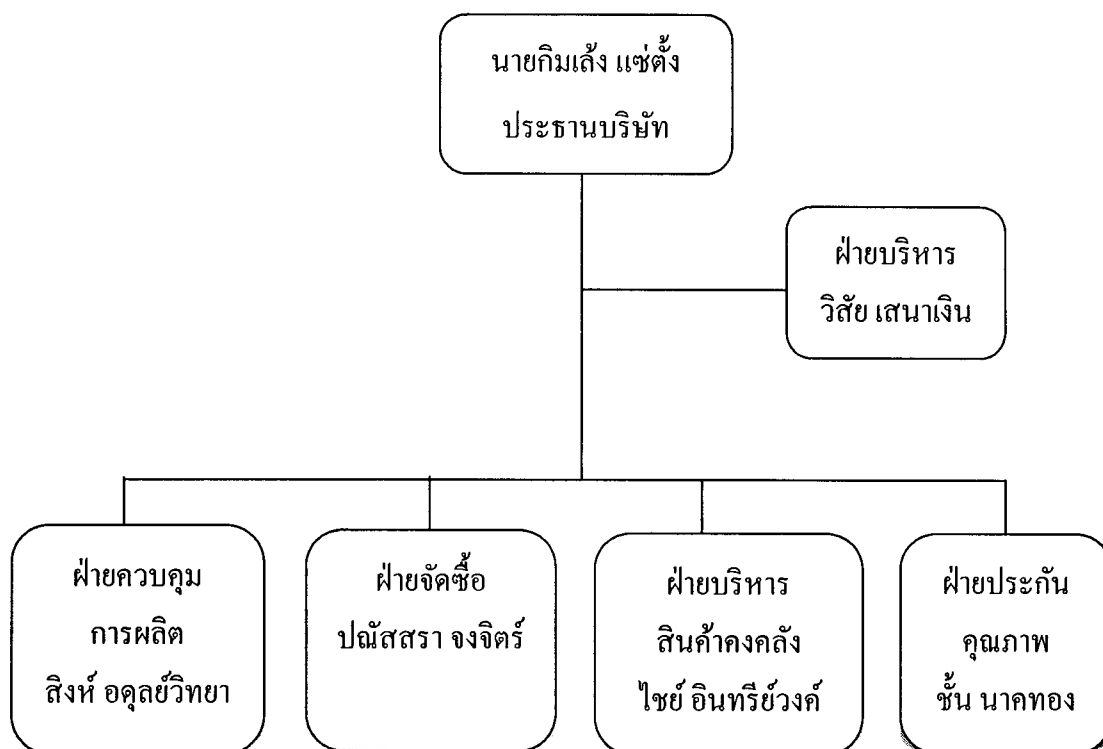 นายกิมเล้ง แซ่ตั้ง
ประธานบริษัท
ฝ่ายบริหาร
วิสัย เสนาเงิน
ฝ่ายควบคุม
การผลิต
สิงห์ อดุลย์วิทยา
ฝ่ายจัดซื้อ
ปณัสสรา จงจิตร์
ฝ่ายบริหาร
สินค้าคงคลัง
ไชย์ อินทรีย์วงค์
ฝ่ายประกัน
คุณภาพ
ชั้น นาคทอง